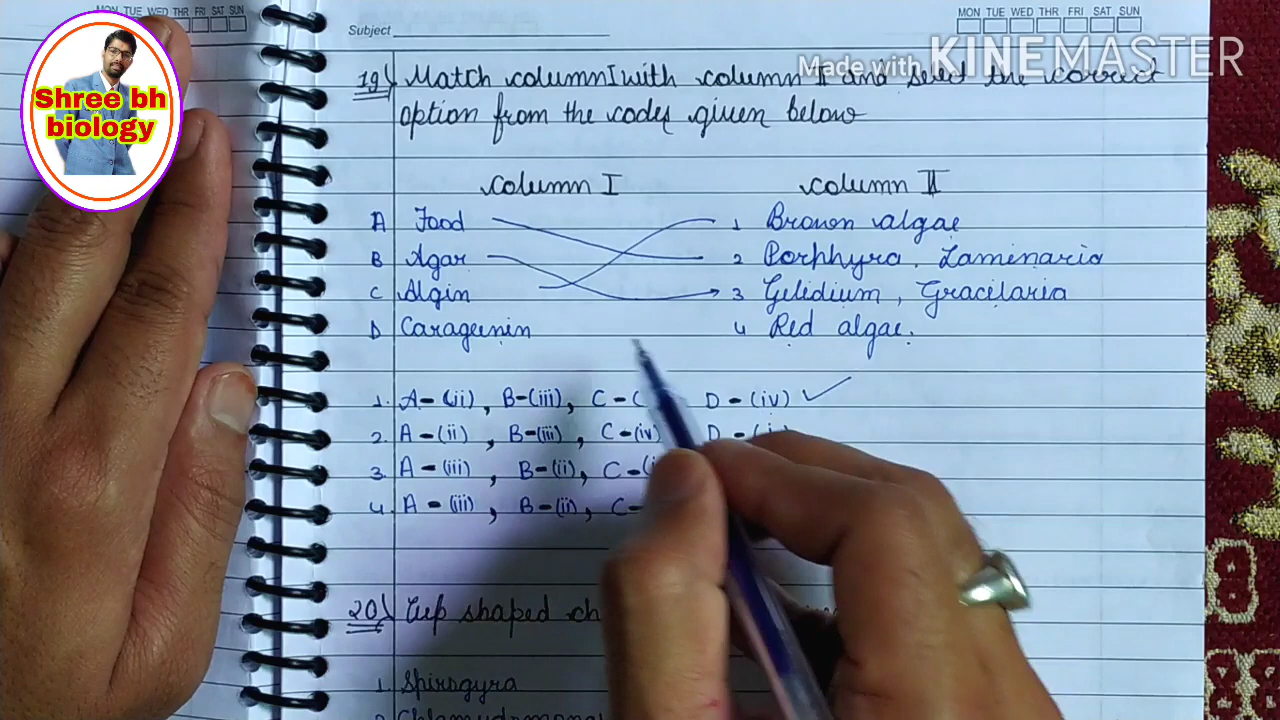 MON TUE WED THR FRI SAT SUN
Subject
MON TUE WED THR FRI SAT SUN
Made with KINEMASTER
Shree bh
biology
19) Match column I with column II and select the correct
option from the codes given below
Column I Column II
A Food 1 Brown algae
B Agar 2 Porphyra, Laminaria
C Algin 3 Gelidium, Gracilaria
D Carageenin 4 Red algae.
1. A-(ii), B-(iii), C-( D-(iv) ✓
2. A-(ii), B-(iii), C-(iv)
3. A-(iii), B-(ii), C-
4. A-(iii), B-(ii), C-
20) Cup shaped ch
1. Spirogyra